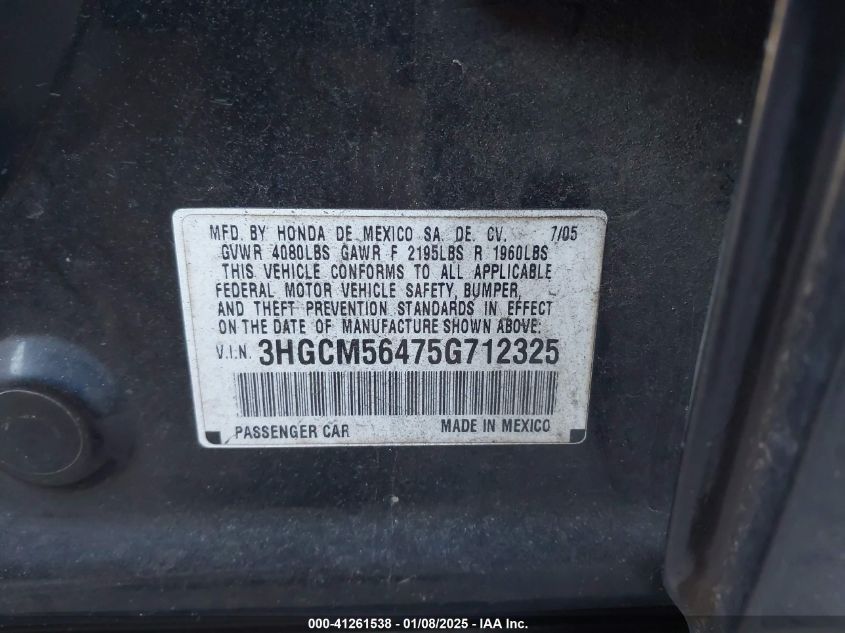 MFD. BY HONDA DE MEXICO SA. DE. CV. 7/05
GVWR 4080LBS GAWR F 2195LBS R 1960LBS
THIS VEHICLE CONFORMS TO ALL APPLICABLE
FEDERAL MOTOR VEHICLE SAFETY, BUMPER,
AND THEFT PREVENTION STANDARDS IN EFFECT
ON THE DATE OF MANUFACTURE SHOWN ABOVE:
V.I.N. 3HGCM56475G712325
PASSENGER CAR MADE IN MEXICO
000-41261538 - 01/08/2025 - IAA Inc.